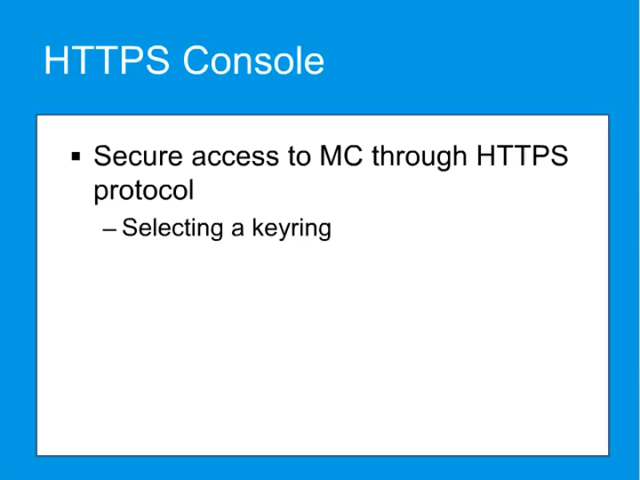 HTTPS Console
▪ Secure access to MC through HTTPS
protocol
– Selecting a keyring